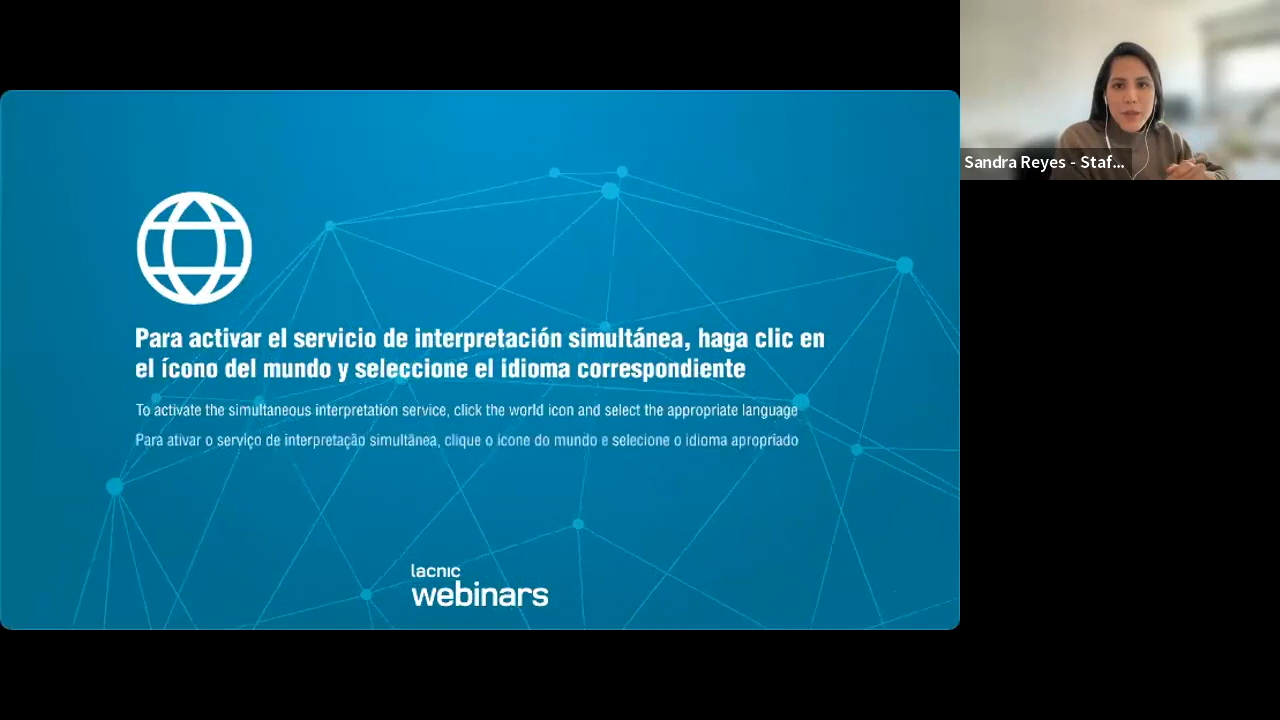 Para activar el servicio de interpretación simultánea, haga clic en
el ícono del mundo y seleccione el idioma correspondiente
To activate the simultaneous interpretation service, click the world icon and select the appropriate language
Para ativar o serviço de interpretação simultânea, clique o ícone do mundo e selecione o idioma apropriado
lacnic
webinars
Sandra Reyes - Staf...